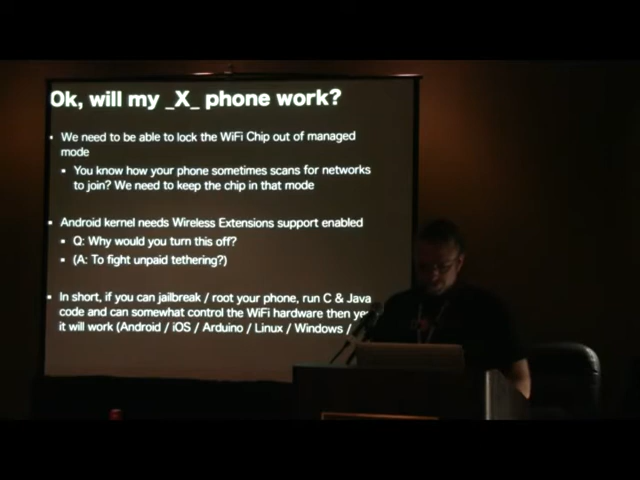 Ok, will my _X_ phone work?
• We need to be able to lock the WiFi Chip out of managed
mode
• You know how your phone sometimes scans for networks
to join? We need to keep the chip in that mode
• Android kernel needs Wireless Extensions support enabled
• Q: Why would you turn this off?
• (A: To fight unpaid tethering?)
• In short, if you can jailbreak / root your phone, run C & Java
code and can somewhat control the WiFi hardware then
it will work (Android / iOS / Arduino / Linux / Windows /